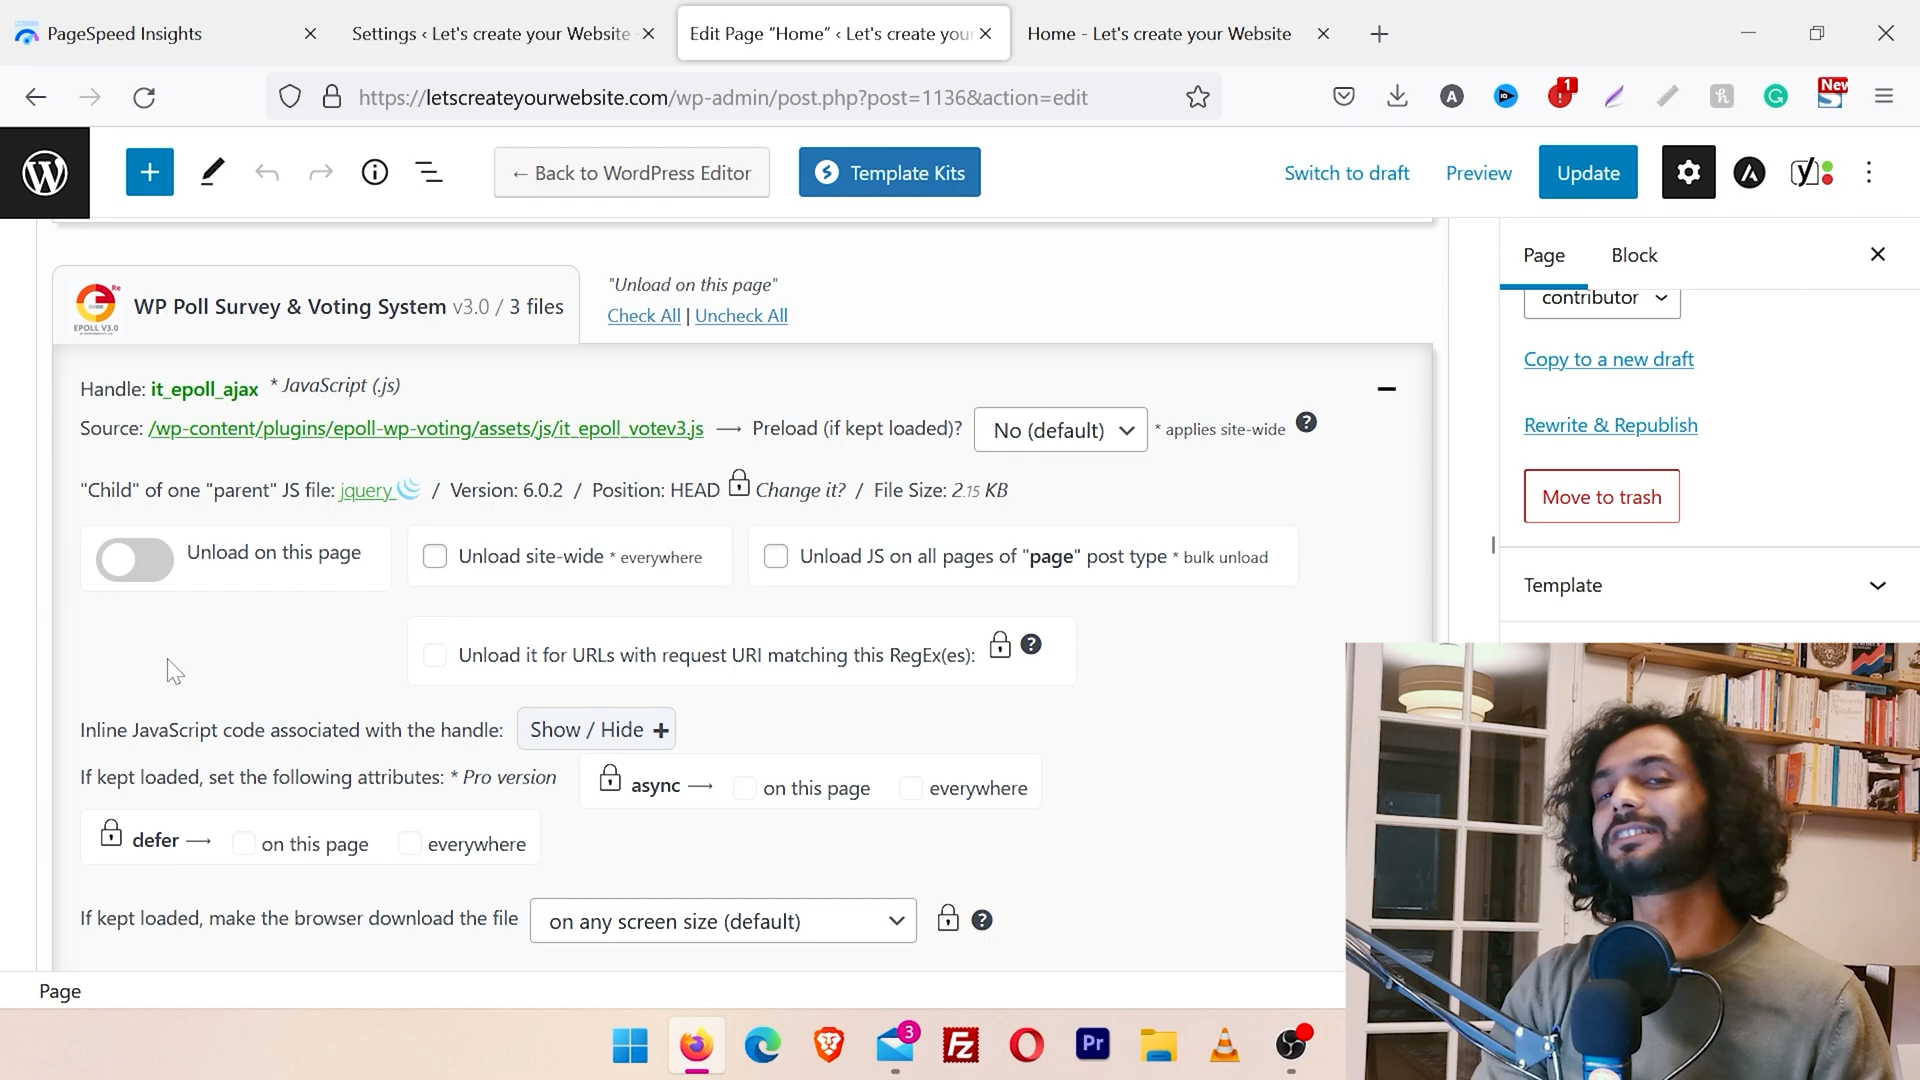 PageSpeed Insights
Settings ‹ Let's create your Website
Edit Page “Home” ‹ Let's create your
Home - Let's create your Website
https://letscreateyourwebsite.com/wp-admin/post.php?post=1136&action=edit
A
1
New
← Back to WordPress Editor
Template Kits
Switch to draft
Preview
Update
Page
Block
EPOLL V3.0
WP Poll Survey & Voting System v3.0 / 3 files
"Unload on this page"
Check All | Uncheck All
contributor
Copy to a new draft
Rewrite & Republish
Move to trash
Template
Handle: it_epoll_ajax * JavaScript (.js)
Source: /wp-content/plugins/epoll-wp-voting/assets/js/it_epoll_votev3.js ⟶ Preload (if kept loaded)? No (default) * applies site-wide ?
"Child" of one "parent" JS file: jquery / Version: 6.0.2 / Position: HEAD Change it? / File Size: 2.15 KB
Unload on this page
Unload site-wide * everywhere
Unload JS on all pages of "page" post type * bulk unload
Unload it for URLs with request URI matching this RegEx(es): ?
Inline JavaScript code associated with the handle: Show / Hide +
If kept loaded, set the following attributes: * Pro version
async ⟶ on this page everywhere
defer ⟶ on this page everywhere
If kept loaded, make the browser download the file on any screen size (default) ?
Page
3
Fz
Pr